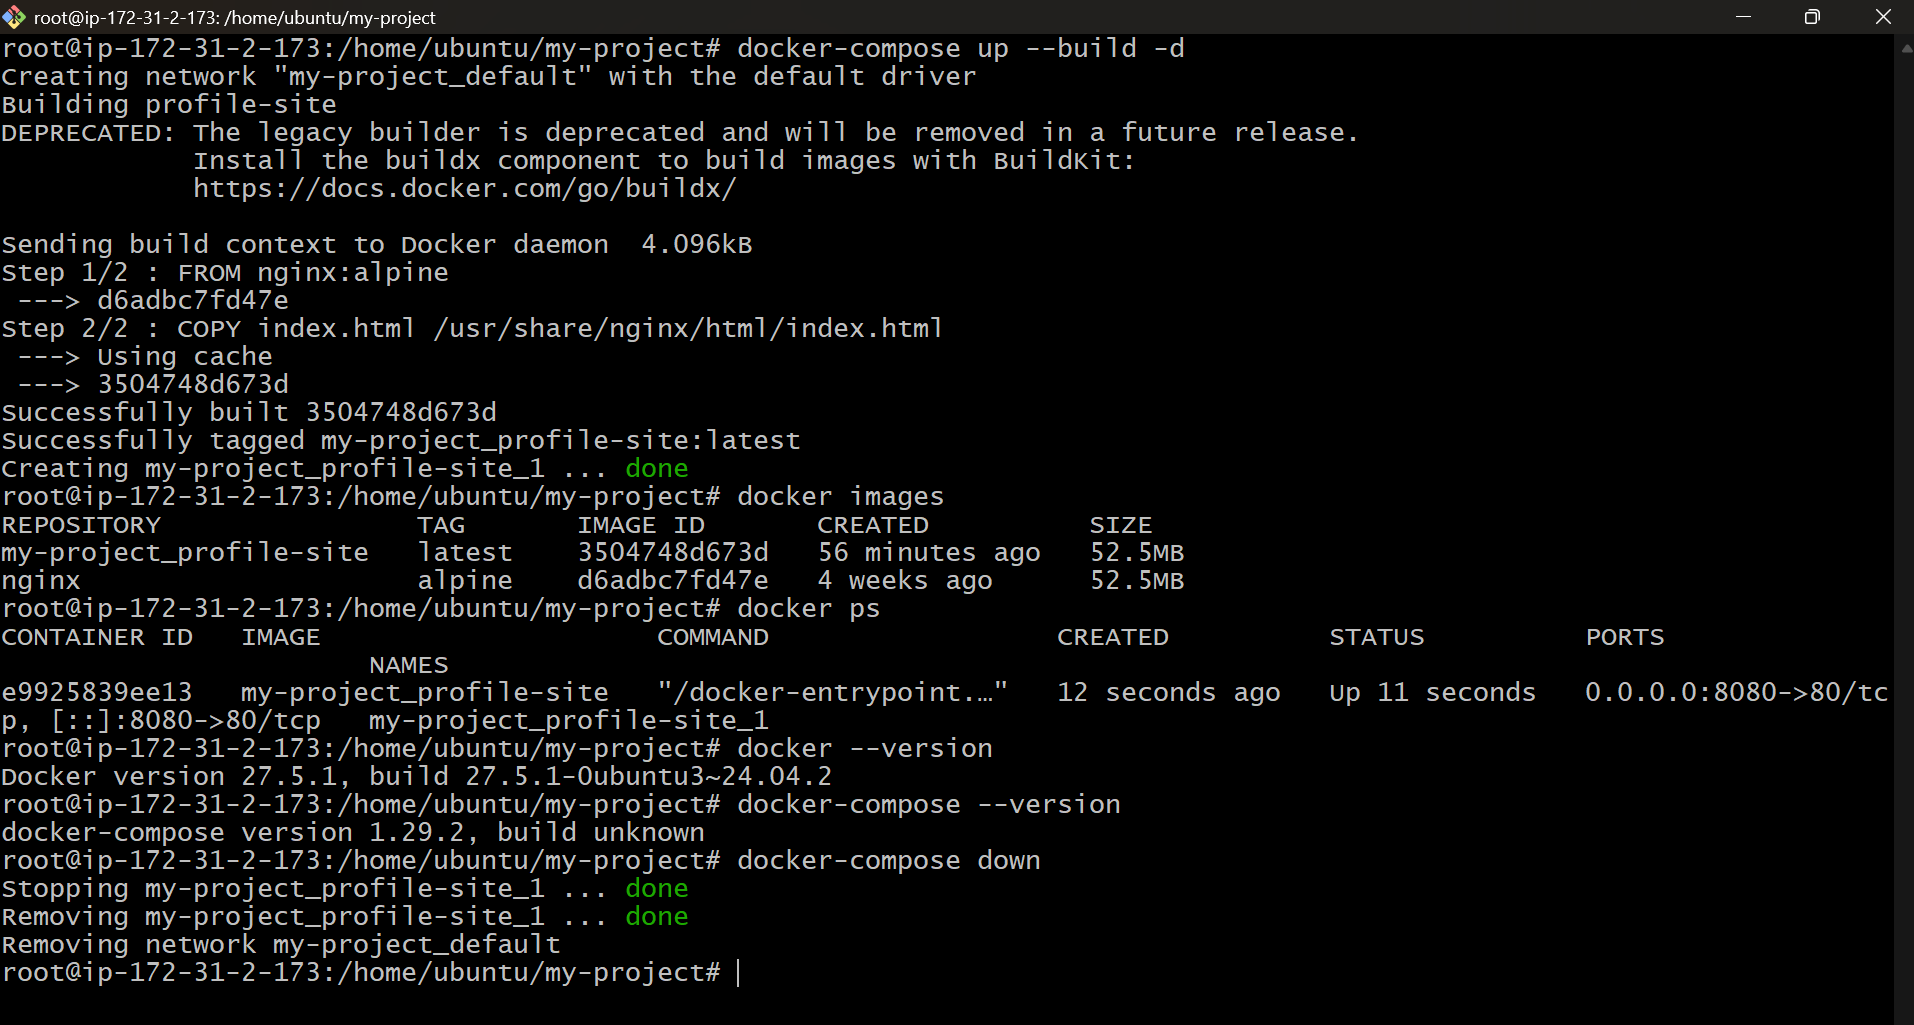 root@ip-172-31-2-173: /home/ubuntu/my-project
root@ip-172-31-2-173:/home/ubuntu/my-project# docker-compose up --build -d
Creating network "my-project_default" with the default driver
Building profile-site
DEPRECATED: The legacy builder is deprecated and will be removed in a future release.
            Install the buildx component to build images with BuildKit:
            https://docs.docker.com/go/buildx/

Sending build context to Docker daemon  4.096kB
Step 1/2 : FROM nginx:alpine
 ---> d6adbc7fd47e
Step 2/2 : COPY index.html /usr/share/nginx/html/index.html
 ---> Using cache
 ---> 3504748d673d
Successfully built 3504748d673d
Successfully tagged my-project_profile-site:latest
Creating my-project_profile-site_1 ... done
root@ip-172-31-2-173:/home/ubuntu/my-project# docker images
REPOSITORY                TAG       IMAGE ID       CREATED          SIZE
my-project_profile-site   latest    3504748d673d   56 minutes ago   52.5MB
nginx                     alpine    d6adbc7fd47e   4 weeks ago      52.5MB
root@ip-172-31-2-173:/home/ubuntu/my-project# docker ps
CONTAINER ID   IMAGE                     COMMAND                  CREATED          STATUS          PORTS
                       NAMES
e9925839ee13   my-project_profile-site   "/docker-entrypoint.…"   12 seconds ago   Up 11 seconds   0.0.0.0:8080->80/tc
p, [::]:8080->80/tcp   my-project_profile-site_1
root@ip-172-31-2-173:/home/ubuntu/my-project# docker --version
Docker version 27.5.1, build 27.5.1-0ubuntu3~24.04.2
root@ip-172-31-2-173:/home/ubuntu/my-project# docker-compose --version
docker-compose version 1.29.2, build unknown
root@ip-172-31-2-173:/home/ubuntu/my-project# docker-compose down
Stopping my-project_profile-site_1 ... done
Removing my-project_profile-site_1 ... done
Removing network my-project_default
root@ip-172-31-2-173:/home/ubuntu/my-project#